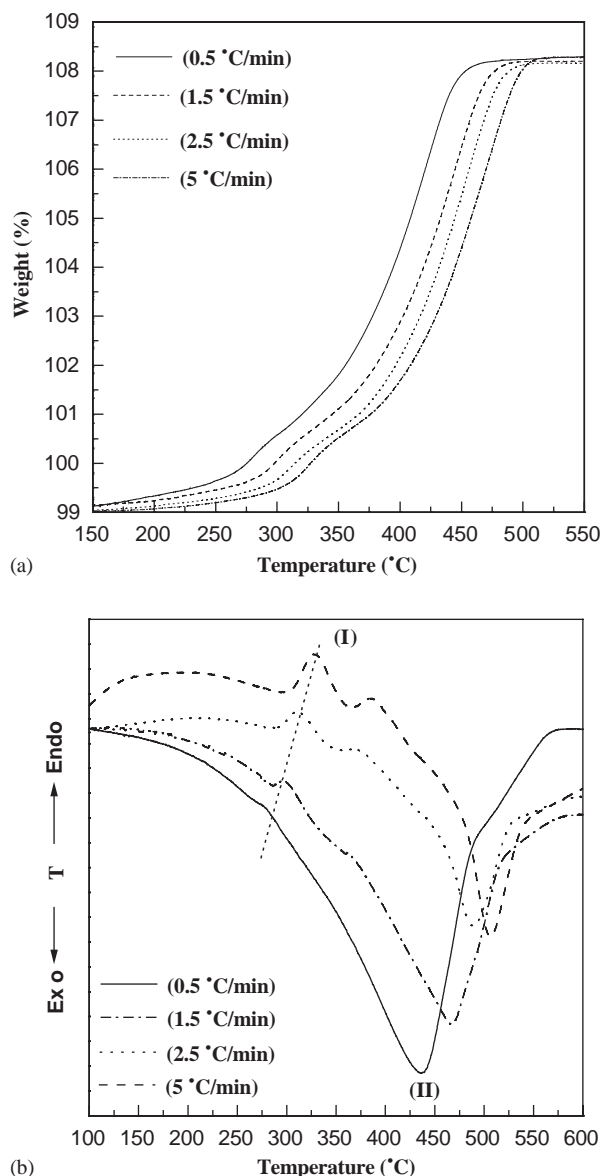 109
108
107
106
105
104
103
102
101
100
99
Weight (%)
(0.5 °C/min)
(1.5 °C/min)
(2.5 °C/min)
(5 °C/min)
150 200 250 300 350 400 450 500 550
(a) Temperature (°C)
(I)
Exo T Endo
(0.5 °C/min)
(1.5 °C/min)
(2.5 °C/min)
(5 °C/min)
(II)
100 150 200 250 300 350 400 450 500 550 600
(b) Temperature (°C)